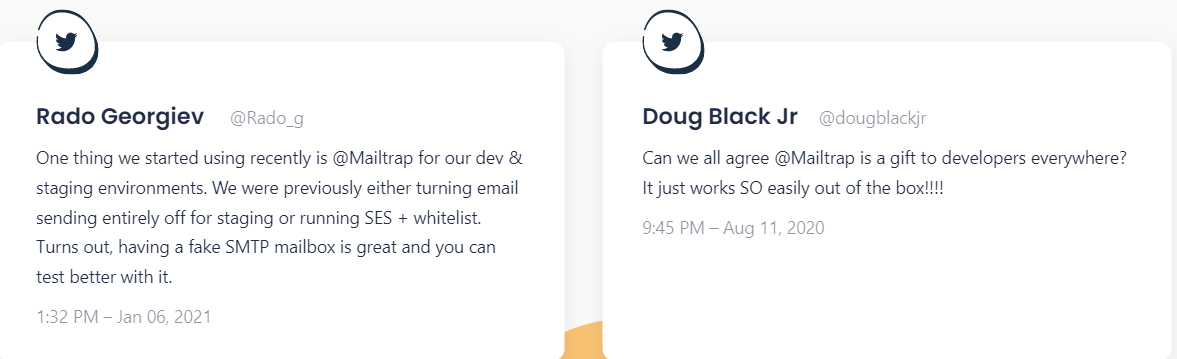 Rado Georgiev @Rado_g
One thing we started using recently is @Mailtrap for our dev &
staging environments. We were previously either turning email
sending entirely off for staging or running SES + whitelist.
Turns out, having a fake SMTP mailbox is great and you can
test better with it.
1:32 PM – Jan 06, 2021
Doug Black Jr @dougblackjr
Can we all agree @Mailtrap is a gift to developers everywhere?
It just works SO easily out of the box!!!!
9:45 PM – Aug 11, 2020